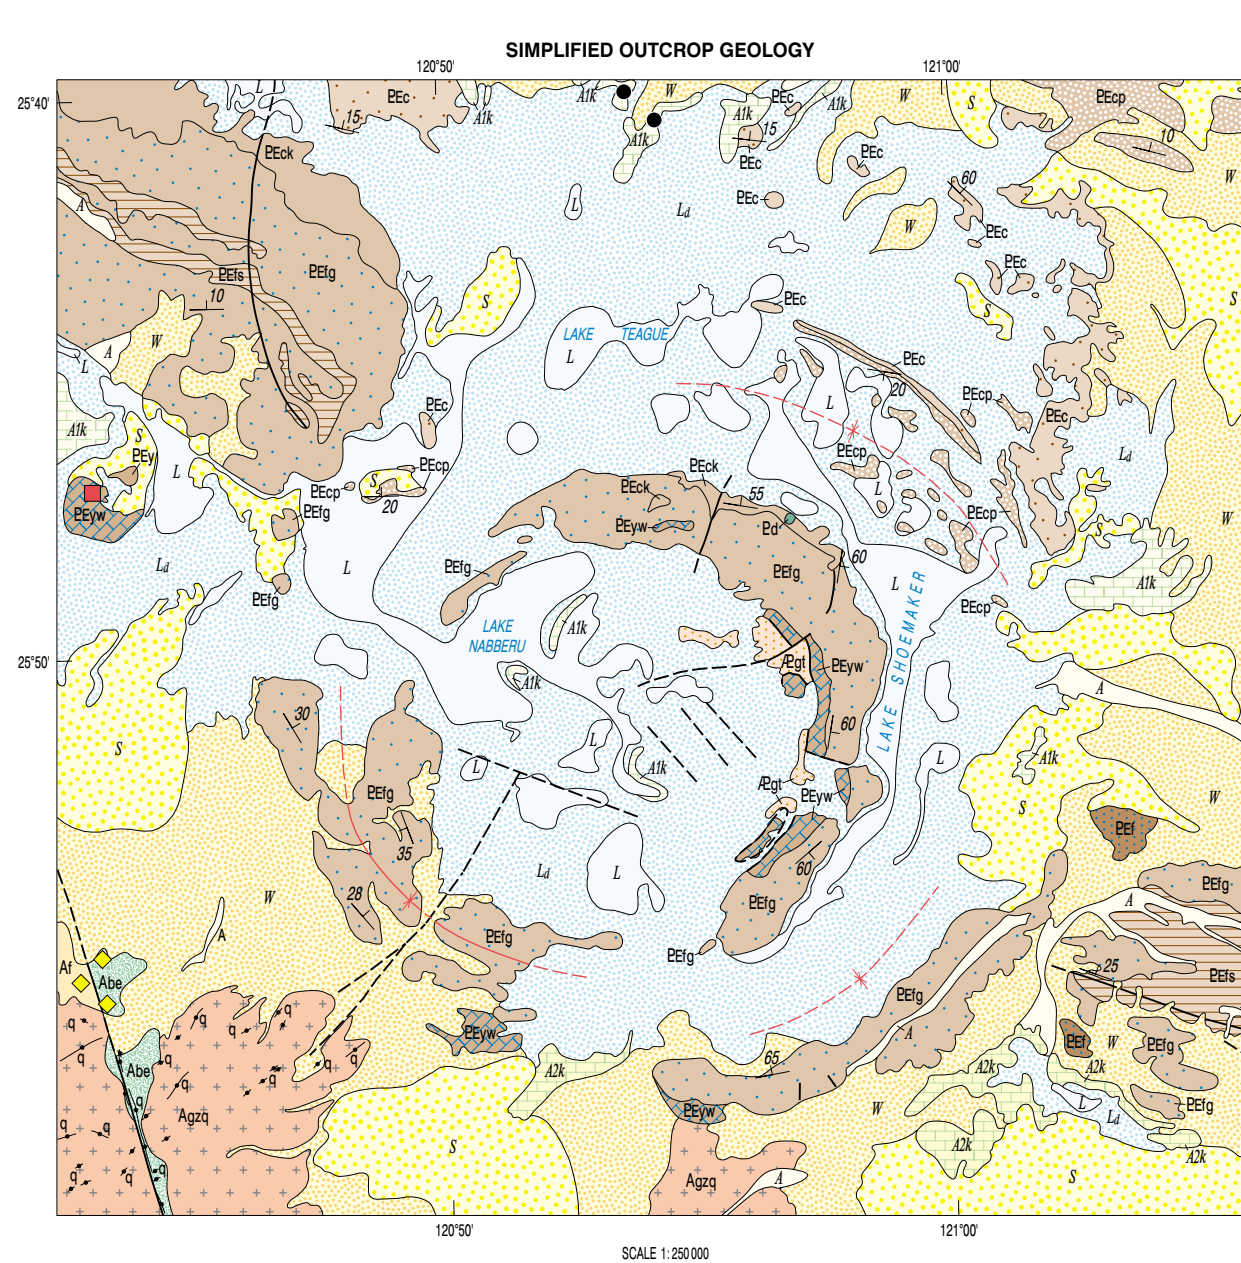 SIMPLIFIED OUTCROP GEOLOGY
120°50'
121°00'
25°40'
L
PEc
A1k
A1k
W
A1k
PEc
A1k
W
S
PEcp
15
A1k
15
PEc
10
PEck
PEc
60
W
A
L
Ld
PEc
W
PEc
PEfs
PEfg
PEc
10
S
PEc
S
S
W
A
L
LAKE TEAGUE
L
PEc
20
PEcp
A1k
S
PEy
L
PEc
L
PEc
PEcp
S
PEcp
20
PEck
PEck
55
PEcp
L
Ld
PEyw
PEfg
PEyw
Pd
PEcp
S
W
Ld
L
PEfg
PEfg
60
L
A1k
PEfg
LAKE
NABBERU
A1k
LAKE SHOEMAKER
PEcp
25°50'
Ægt
PEyw
A1k
A
30
60
S
L
L
A1k
L
A1k
PEfg
Ægt
PEyw
S
W
35
PEf
Ld
L
60
28
W
PEfg
PEfg
A
A
PEfg
PEfg
PEfg
25
PEfs
Af
Abe
q
q
q
q
PEyw
A
PEf
W
PEfg
q
q
Abe
q
q
q
q
A2k
65
A2k
A2k
q
Agzq
PEyw
W
L
Ld
PEfg
q
q
S
A2k
A2k
q
q
q
Agzq
A
S
120°50'
121°00'
SCALE 1: 250 000